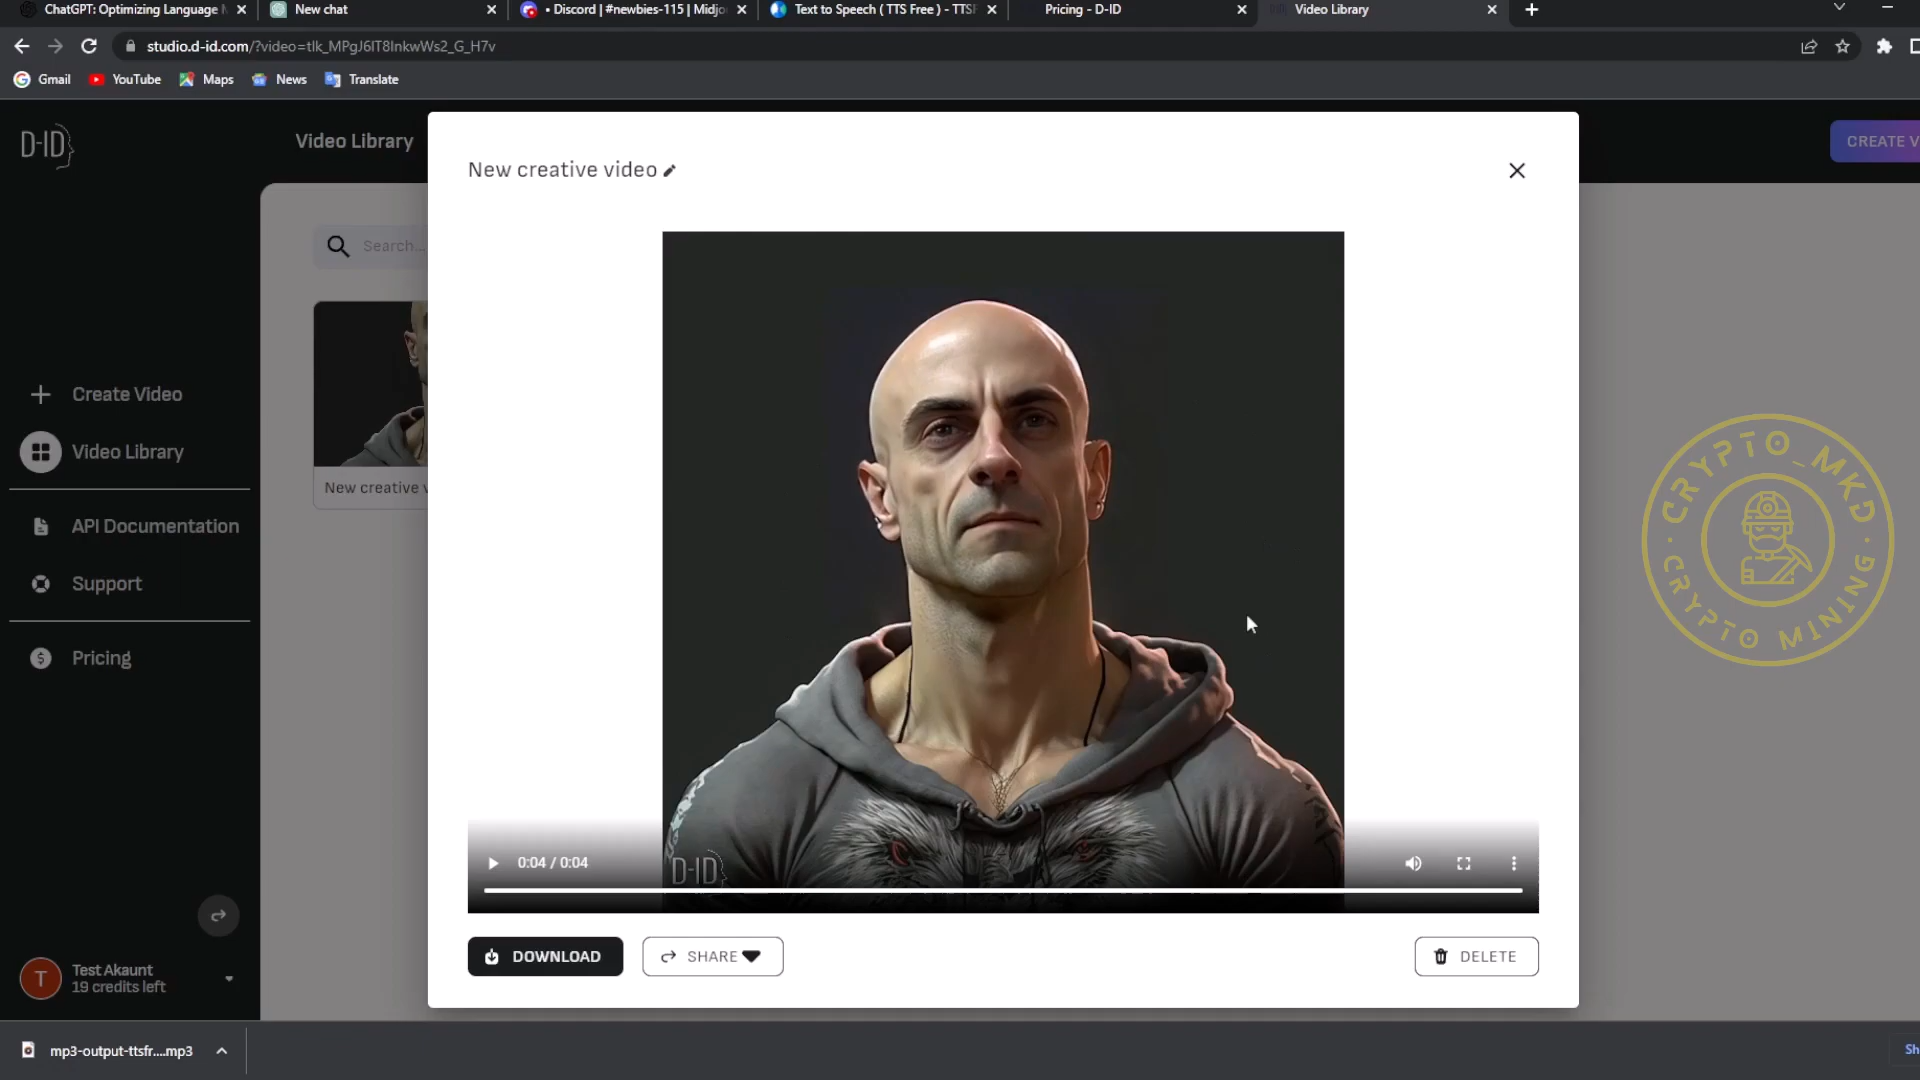 ChatGPT: Optimizing Language
New chat
• Discord | #newbies-115 | Midjo
Text to Speech ( TTS Free ) - TTSF
Pricing - D-ID
Video Library
studio.d-id.com/?video=tlk_MPgJ6lT8InkwWs2_G_H7v
Gmail
YouTube
Maps
News
Translate
D-ID
Video Library
CREATE V
New creative video
Search...
Create Video
Video Library
New creative v
API Documentation
Support
Pricing
CRYPTO_MKD
CRYPTO MINING
0:04 / 0:04
D-ID
DOWNLOAD
SHARE
DELETE
T
Test Akaunt
19 credits left
mp3-output-ttsfr....mp3
Sh